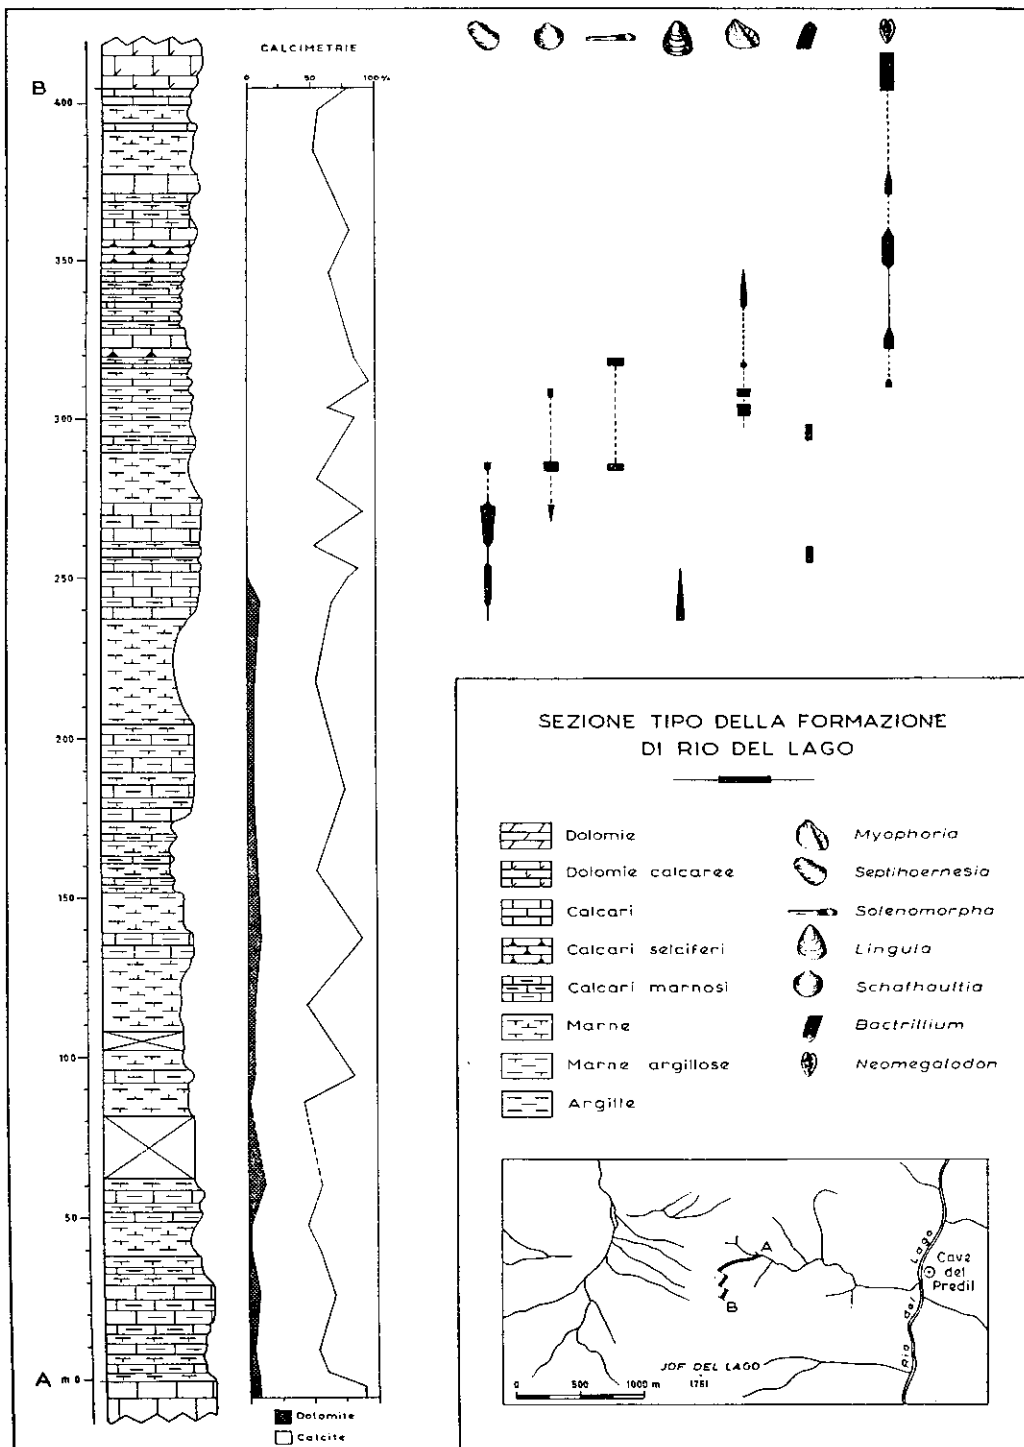 CALCIMETRIE
0 50 100%
B
400
350
300
250
200
150
100
50
A m 0
Dolomite
Calcite
SEZIONE TIPO DELLA FORMAZIONE
DI RIO DEL LAGO
Dolomie
Dolomie calcaree
Calcari
Calcari selciferi
Calcari marnosi
Marne
Marne argillose
Argille
Myophoria
Septihoernesia
Solenomorpha
Lingula
Schafhaultia
Bactrillium
Neomegalodon
A
B
Rio del Lago
Cave
del
Predil
JOF DEL LAGO
1761
0 500 1000 m